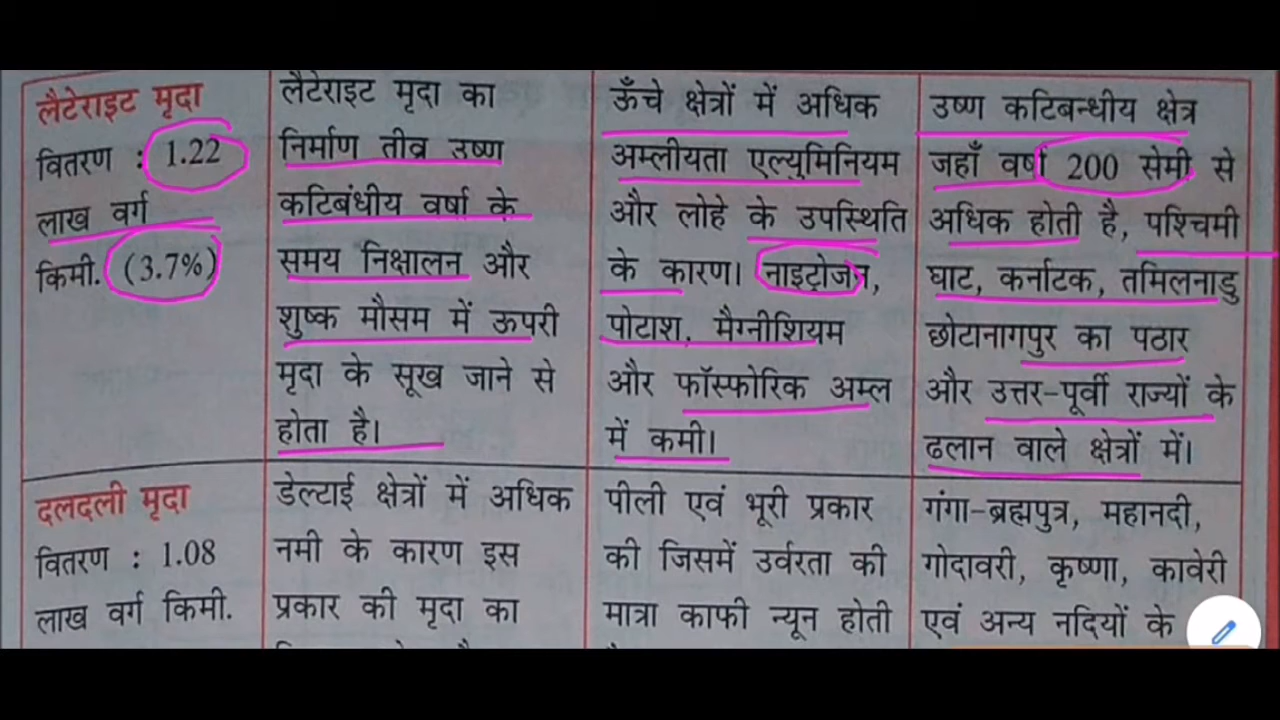 लैटेराइट मृदा
वितरण : 1.22
लाख वर्ग
किमी. (3.7%)
लैटेराइट मृदा का
निर्माण तीव्र उष्ण
कटिबंधीय वर्षा के
समय निक्षालन और
शुष्क मौसम में ऊपरी
मृदा के सूख जाने से
होता है।
ऊँचे क्षेत्रों में अधिक
अम्लीयता एल्युमिनियम
और लोहे के उपस्थिति
के कारण। नाइट्रोजन,
पोटाश, मैग्नीशियम
और फॉस्फोरिक अम्ल
में कमी।
उष्ण कटिबन्धीय क्षेत्र
जहाँ वर्षा 200 सेमी से
अधिक होती है, पश्चिमी
घाट, कर्नाटक, तमिलनाडु
छोटानागपुर का पठार
और उत्तर-पूर्वी राज्यों के
ढलान वाले क्षेत्रों में।
दलदली मृदा
वितरण : 1.08
लाख वर्ग किमी.
डेल्टाई क्षेत्रों में अधिक
नमी के कारण इस
प्रकार की मृदा का
पीली एवं भूरी प्रकार
की जिसमें उर्वरता की
मात्रा काफी न्यून होती
गंगा-ब्रह्मपुत्र, महानदी,
गोदावरी, कृष्णा, कावेरी
एवं अन्य नदियों के